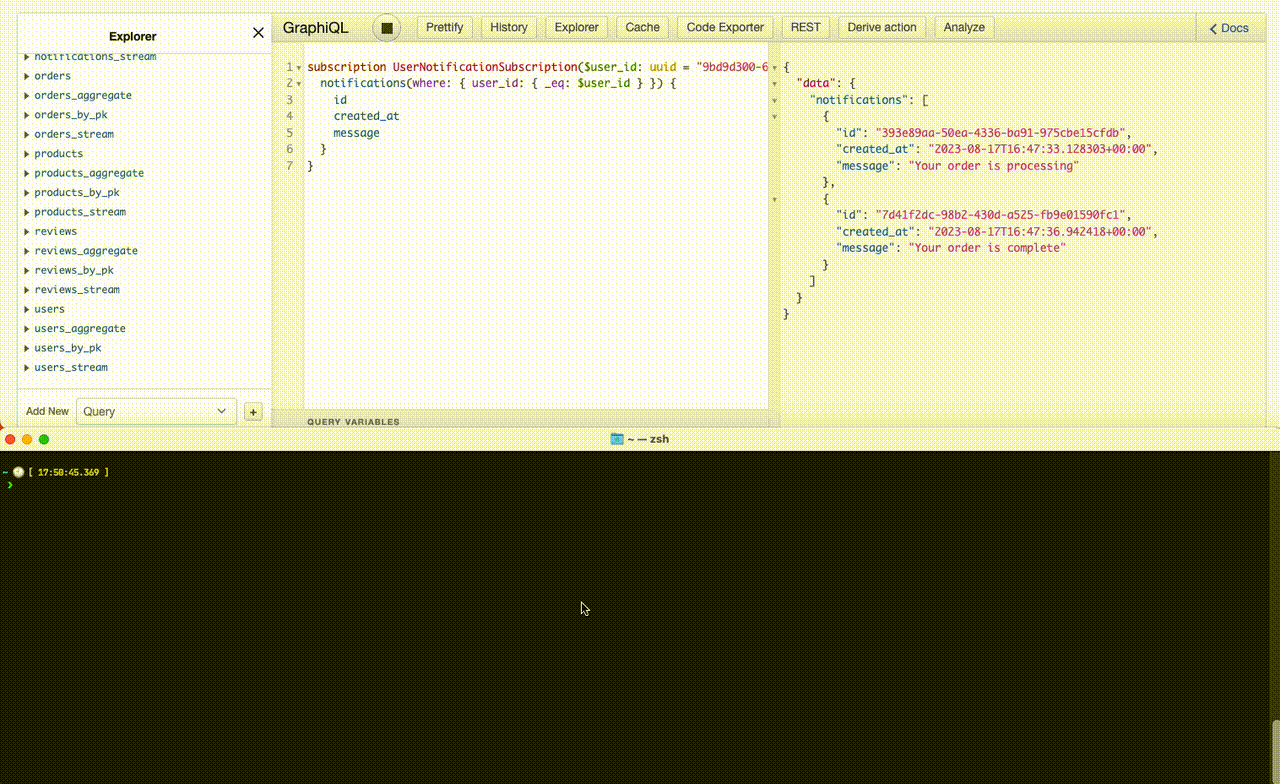 Explorer
notifications_stream
orders
orders_aggregate
orders_by_pk
orders_stream
products
products_aggregate
products_by_pk
products_stream
reviews
reviews_aggregate
reviews_by_pk
reviews_stream
users
users_aggregate
users_by_pk
users_stream
Add New Query +
GraphiQL Prettify History Explorer Cache Code Exporter REST Derive action Analyze Docs
1 subscription UserNotificationSubscription($user_id: uuid = "9bd9d300-6
2 notifications(where: { user_id: { _eq: $user_id } }) {
3 id
4 created_at
5 message
6 }
7 }
QUERY VARIABLES
{
"data": {
"notifications": [
{
"id": "393e89aa-50ea-4336-ba91-975cbe15cfdb",
"created_at": "2023-08-17T16:47:33.128303+00:00",
"message": "Your order is processing"
},
{
"id": "7d41f2dc-98b2-430d-a525-fb9e01590fc1",
"created_at": "2023-08-17T16:47:36.942418+00:00",
"message": "Your order is complete"
}
]
}
}
~ — zsh
~ [ 17:50:45.369 ]
❯